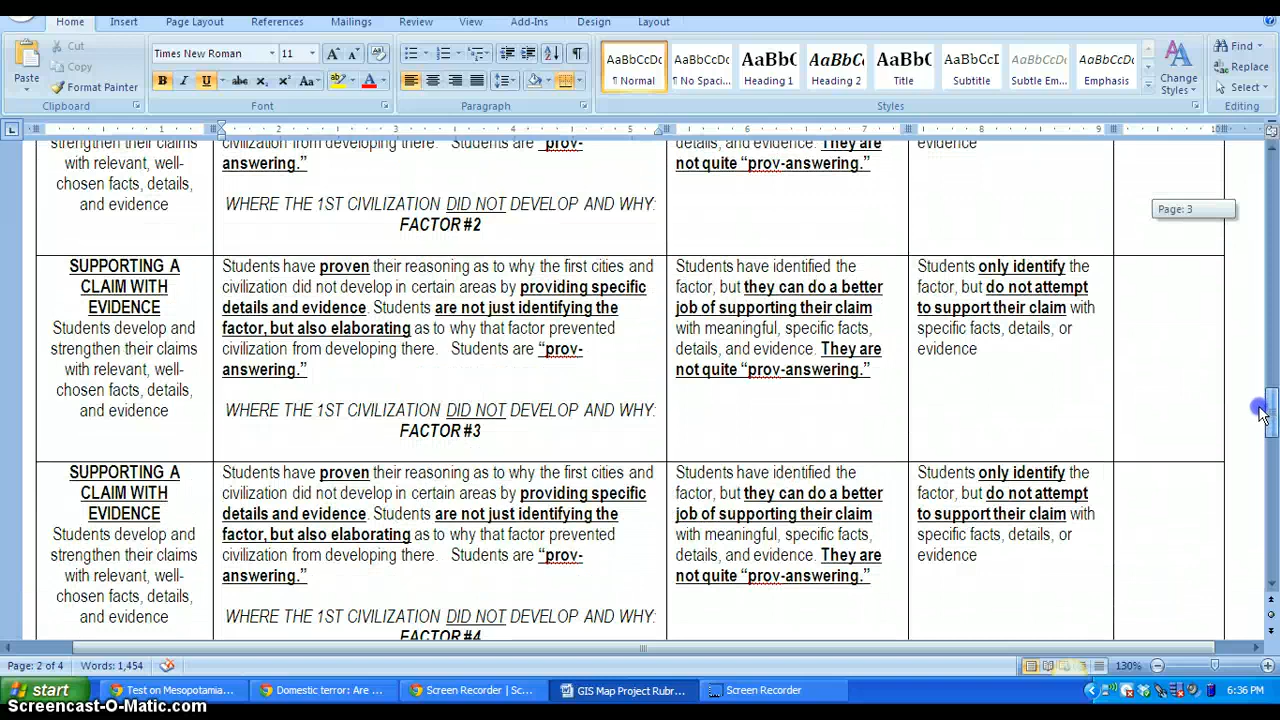 Home Insert Page Layout References Mailings Review View Add-Ins Design Layout
Cut
Copy
Format Painter
Paste
Clipboard
Times New Roman 11
Font
Paragraph
AaBbCcDc AaBbCcDc AaBbC AaBbCc AaBbC AaBbCcI AaBbCcDc AaBbCcDc
¶ Normal ¶ No Spaci... Heading 1 Heading 2 Title Subtitle Subtle Em... Emphasis
Styles
Change Styles
Find
Replace
Select
Editing
1 2 3 4 5 6 7 8 9 10
strengthen their claims
with relevant, well-
chosen facts, details,
and evidence
civilization from developing there. Students are “prov-
answering.”
WHERE THE 1ST CIVILIZATION DID NOT DEVELOP AND WHY:
FACTOR #2
details, and evidence. They are
not quite “prov-answering.”
evidence
Page: 3
SUPPORTING A
CLAIM WITH
EVIDENCE
Students develop and
strengthen their claims
with relevant, well-
chosen facts, details,
and evidence
Students have proven their reasoning as to why the first cities and
civilization did not develop in certain areas by providing specific
details and evidence. Students are not just identifying the
factor, but also elaborating as to why that factor prevented
civilization from developing there. Students are “prov-
answering.”
WHERE THE 1ST CIVILIZATION DID NOT DEVELOP AND WHY:
FACTOR #3
Students have identified the
factor, but they can do a better
job of supporting their claim
with meaningful, specific facts,
details, and evidence. They are
not quite “prov-answering.”
Students only identify the
factor, but do not attempt
to support their claim with
specific facts, details, or
evidence
SUPPORTING A
CLAIM WITH
EVIDENCE
Students develop and
strengthen their claims
with relevant, well-
chosen facts, details,
and evidence
Students have proven their reasoning as to why the first cities and
civilization did not develop in certain areas by providing specific
details and evidence. Students are not just identifying the
factor, but also elaborating as to why that factor prevented
civilization from developing there. Students are “prov-
answering.”
WHERE THE 1ST CIVILIZATION DID NOT DEVELOP AND WHY:
FACTOR #4
Students have identified the
factor, but they can do a better
job of supporting their claim
with meaningful, specific facts,
details, and evidence. They are
not quite “prov-answering.”
Students only identify the
factor, but do not attempt
to support their claim with
specific facts, details, or
evidence
Page: 2 of 4 Words: 1,454 130%
start Test on Mesopotamia... Domestic terror: Are ... Screen Recorder | Sc... GIS Map Project Rubr... Screen Recorder 6:36 PM
Screencast-O-Matic.com